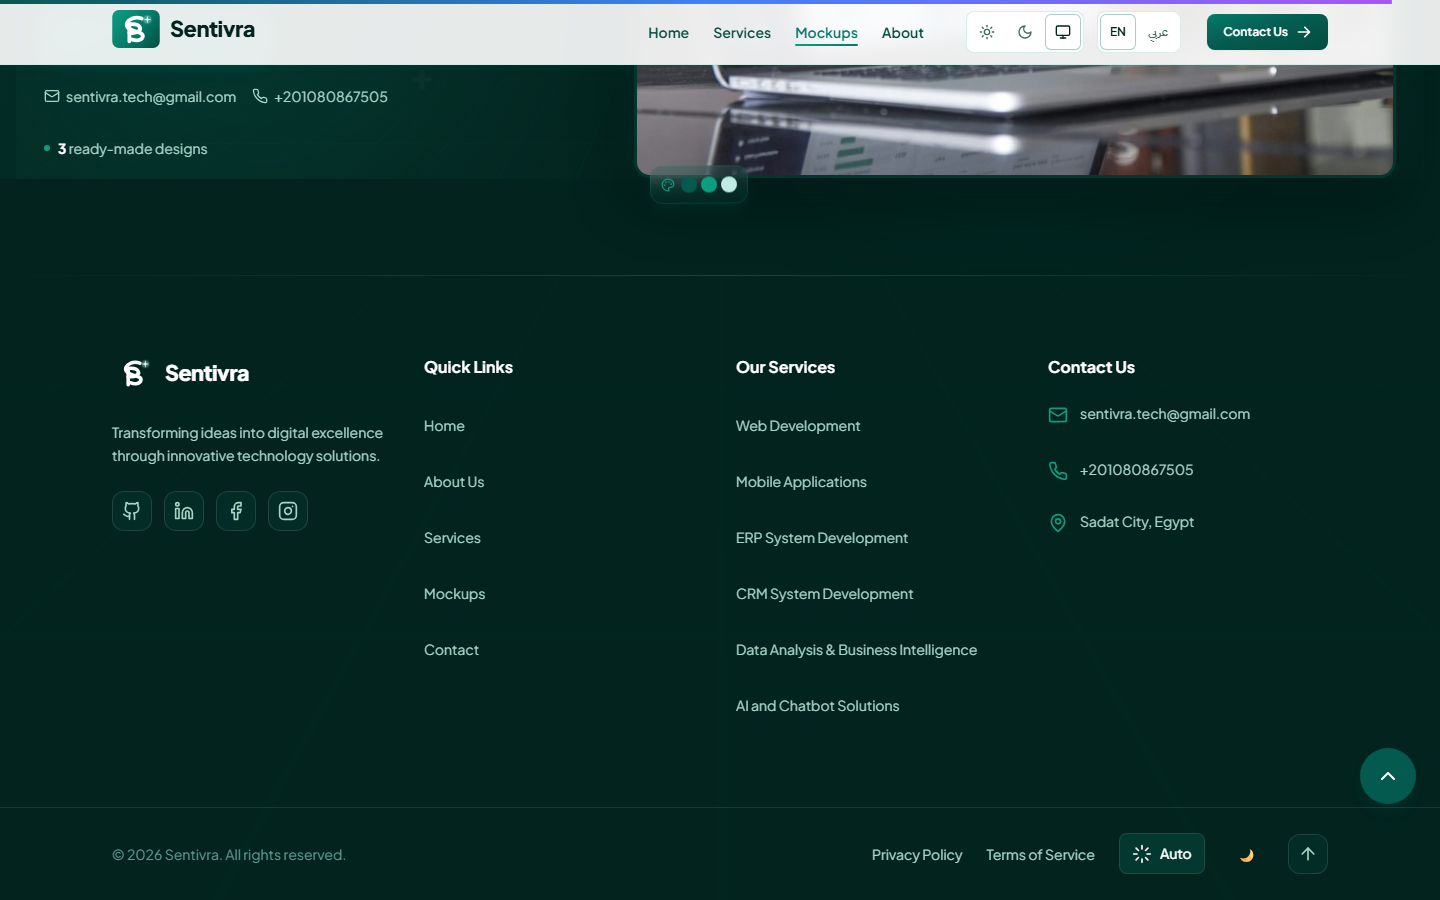 Sentivra
Home
Services
Mockups
About
EN
عربي
Contact Us
sentivra.tech@gmail.com
+201080867505
3 ready-made designs
Sentivra
Transforming ideas into digital excellence
through innovative technology solutions.
Quick Links
Home
About Us
Services
Mockups
Contact
Our Services
Web Development
Mobile Applications
ERP System Development
CRM System Development
Data Analysis & Business Intelligence
AI and Chatbot Solutions
Contact Us
sentivra.tech@gmail.com
+201080867505
Sadat City, Egypt
© 2026 Sentivra. All rights reserved.
Privacy Policy
Terms of Service
Auto